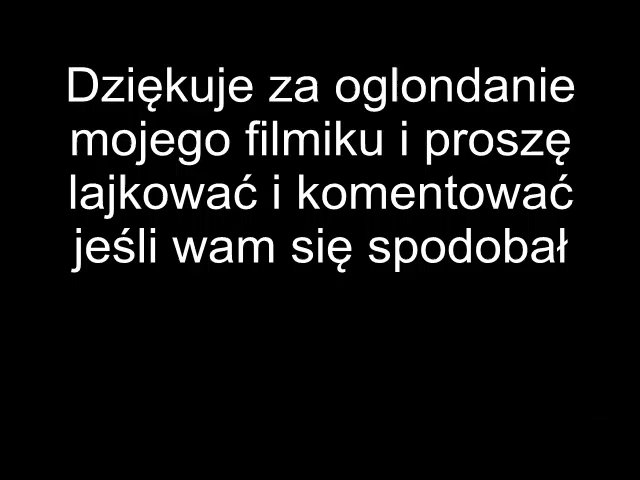 Dziękuje za oglondanie
mojego filmiku i proszę
lajkować i komentować
jeśli wam się spodobał